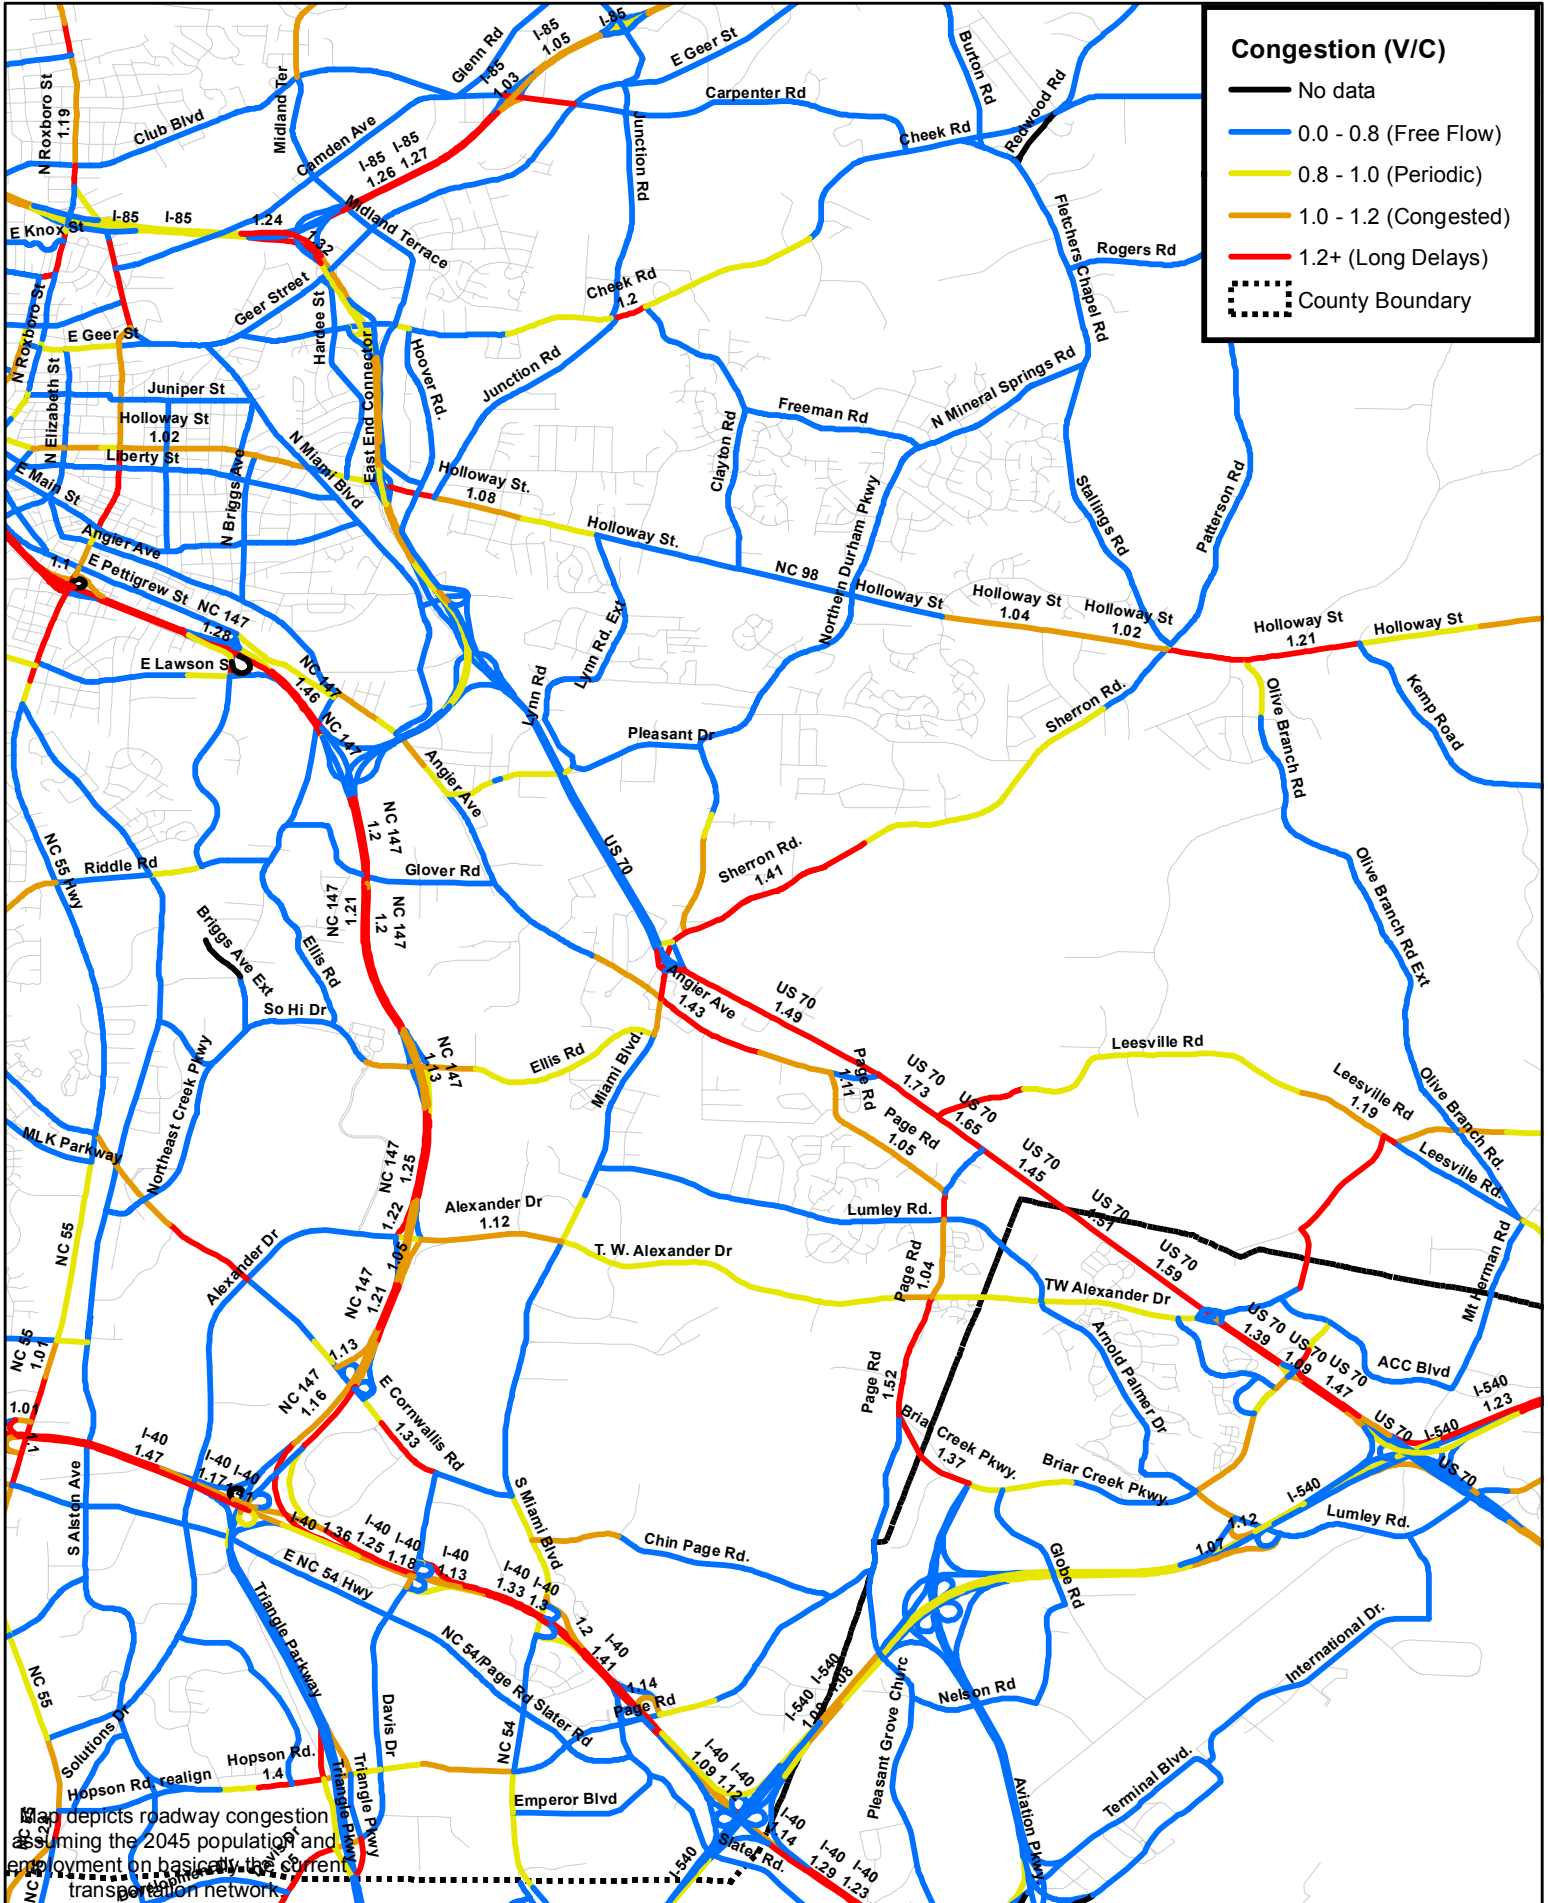 Congestion (V/C)
No data
0.0 - 0.8 (Free Flow)
0.8 - 1.0 (Periodic)
1.0 - 1.2 (Congested)
1.2+ (Long Delays)
County Boundary
I-85
I-85
1.05
Glenn Rd
E Geer St
Burton Rd
N Roxboro St
1.19
Midland Ter
Club Blvd
I-85
1.03
Carpenter Rd
Redwood Rd
Camden Ave
Junction Rd
Cheek Rd
I-85 I-85
1.26 1.27
I-85
I-85
1.24
E Knox St
Midland Terrace
1.32
Fletchers Chapel Rd
Rogers Rd
Cheek Rd
1.2
Geer Street
Hardee St
N Roxboro St
E Geer St
East End Connector
Hoover Rd.
Junction Rd
N Elizabeth St
Juniper St
Holloway St
1.02
Liberty St
Freeman Rd
N Mineral Springs Rd
Clayton Rd
E Main St
N Miami Blvd
N Briggs Ave
Holloway St.
1.08
Northern Durham Pkwy
Stallings Rd
Patterson Rd
Angier Ave
Holloway St.
1.1
E Pettigrew St
NC 147
1.28
NC 98
Holloway St
Holloway St
1.04
Holloway St
1.02
Holloway St
1.21
Holloway St
E Lawson S
NC 147
1.46
NC 147
Lynn Rd. Ext
Lynn Rd
Pleasant Dr
Sherron Rd.
Olive Branch Rd
Kemp Road
Angier Ave
NC 147
1.2
US 70
Sherron Rd.
1.41
NC 55 Hwy
Riddle Rd
Glover Rd
NC 147
1.21
NC 147
1.2
Olive Branch Rd Ext
Briggs Ave Ext
Ellis Rd
So Hi Dr
Angier Ave
1.43
US 70
1.49
NC 147
1.13
Ellis Rd
Miami Blvd.
Page Rd
1.11
US 70
1.73
Leesville Rd
US 70
1.65
Leesville Rd
1.19
Olive Branch Rd.
MLK Parkway
Northeast Creek Pkwy
Page Rd
1.05
US 70
1.45
Leesville Rd.
NC 147
1.25
1.22
Alexander Dr
1.12
Lumley Rd.
US 70
1.51
NC 55
Alexander Dr
1.05
T. W. Alexander Dr
Page Rd
1.04
US 70
1.59
Mt Herman Rd
NC 147
1.21
TW Alexander Dr
NC 55
1.01
1.13
Arnold Palmer Dr
US 70
1.39
US 70
1.09
US 70
1.47
ACC Blvd
NC 147
1.16
E Cornwallis Rd
1.33
Page Rd
1.52
I-540
1.23
1.01
1.1
I-40
1.47
Briar Creek Pkwy.
1.37
US 70
I-540
I-40 I-40
1.17
Briar Creek Pkwy.
US 70
S Alston Ave
S Miami Blvd
I-540
Lumley Rd.
I-40
1.36
1.25
I-40 I-40
1.18
I-40
1.13
1.12
1.07
Chin Page Rd.
E NC 54 Hwy
I-40 I-40
1.33 1.3
Globe Rd
Triangle Parkway
1.2
I-40
1.41
International Dr.
NC 54/Page Rd Slater Rd
NC 55
I-540 I-540
1.09 1.08
1.14
Page Rd
Nelson Rd
Pleasant Grove Churc
Solutions Dr
Davis Dr
NC 54
Hopson Rd.
1.4
Hopson Rd. realign
Triangle Pkwy
Triangle Pkwy
I-40 I-40
1.09 1.12
Terminal Blvd.
Emperor Blvd
Aviation Pkwy.
I-40
1.14
Slater Rd.
I-540
I-40 I-40
1.29 1.23
Map depicts roadway congestion
assuming the 2045 population and
employment on basically the current
transportation network.